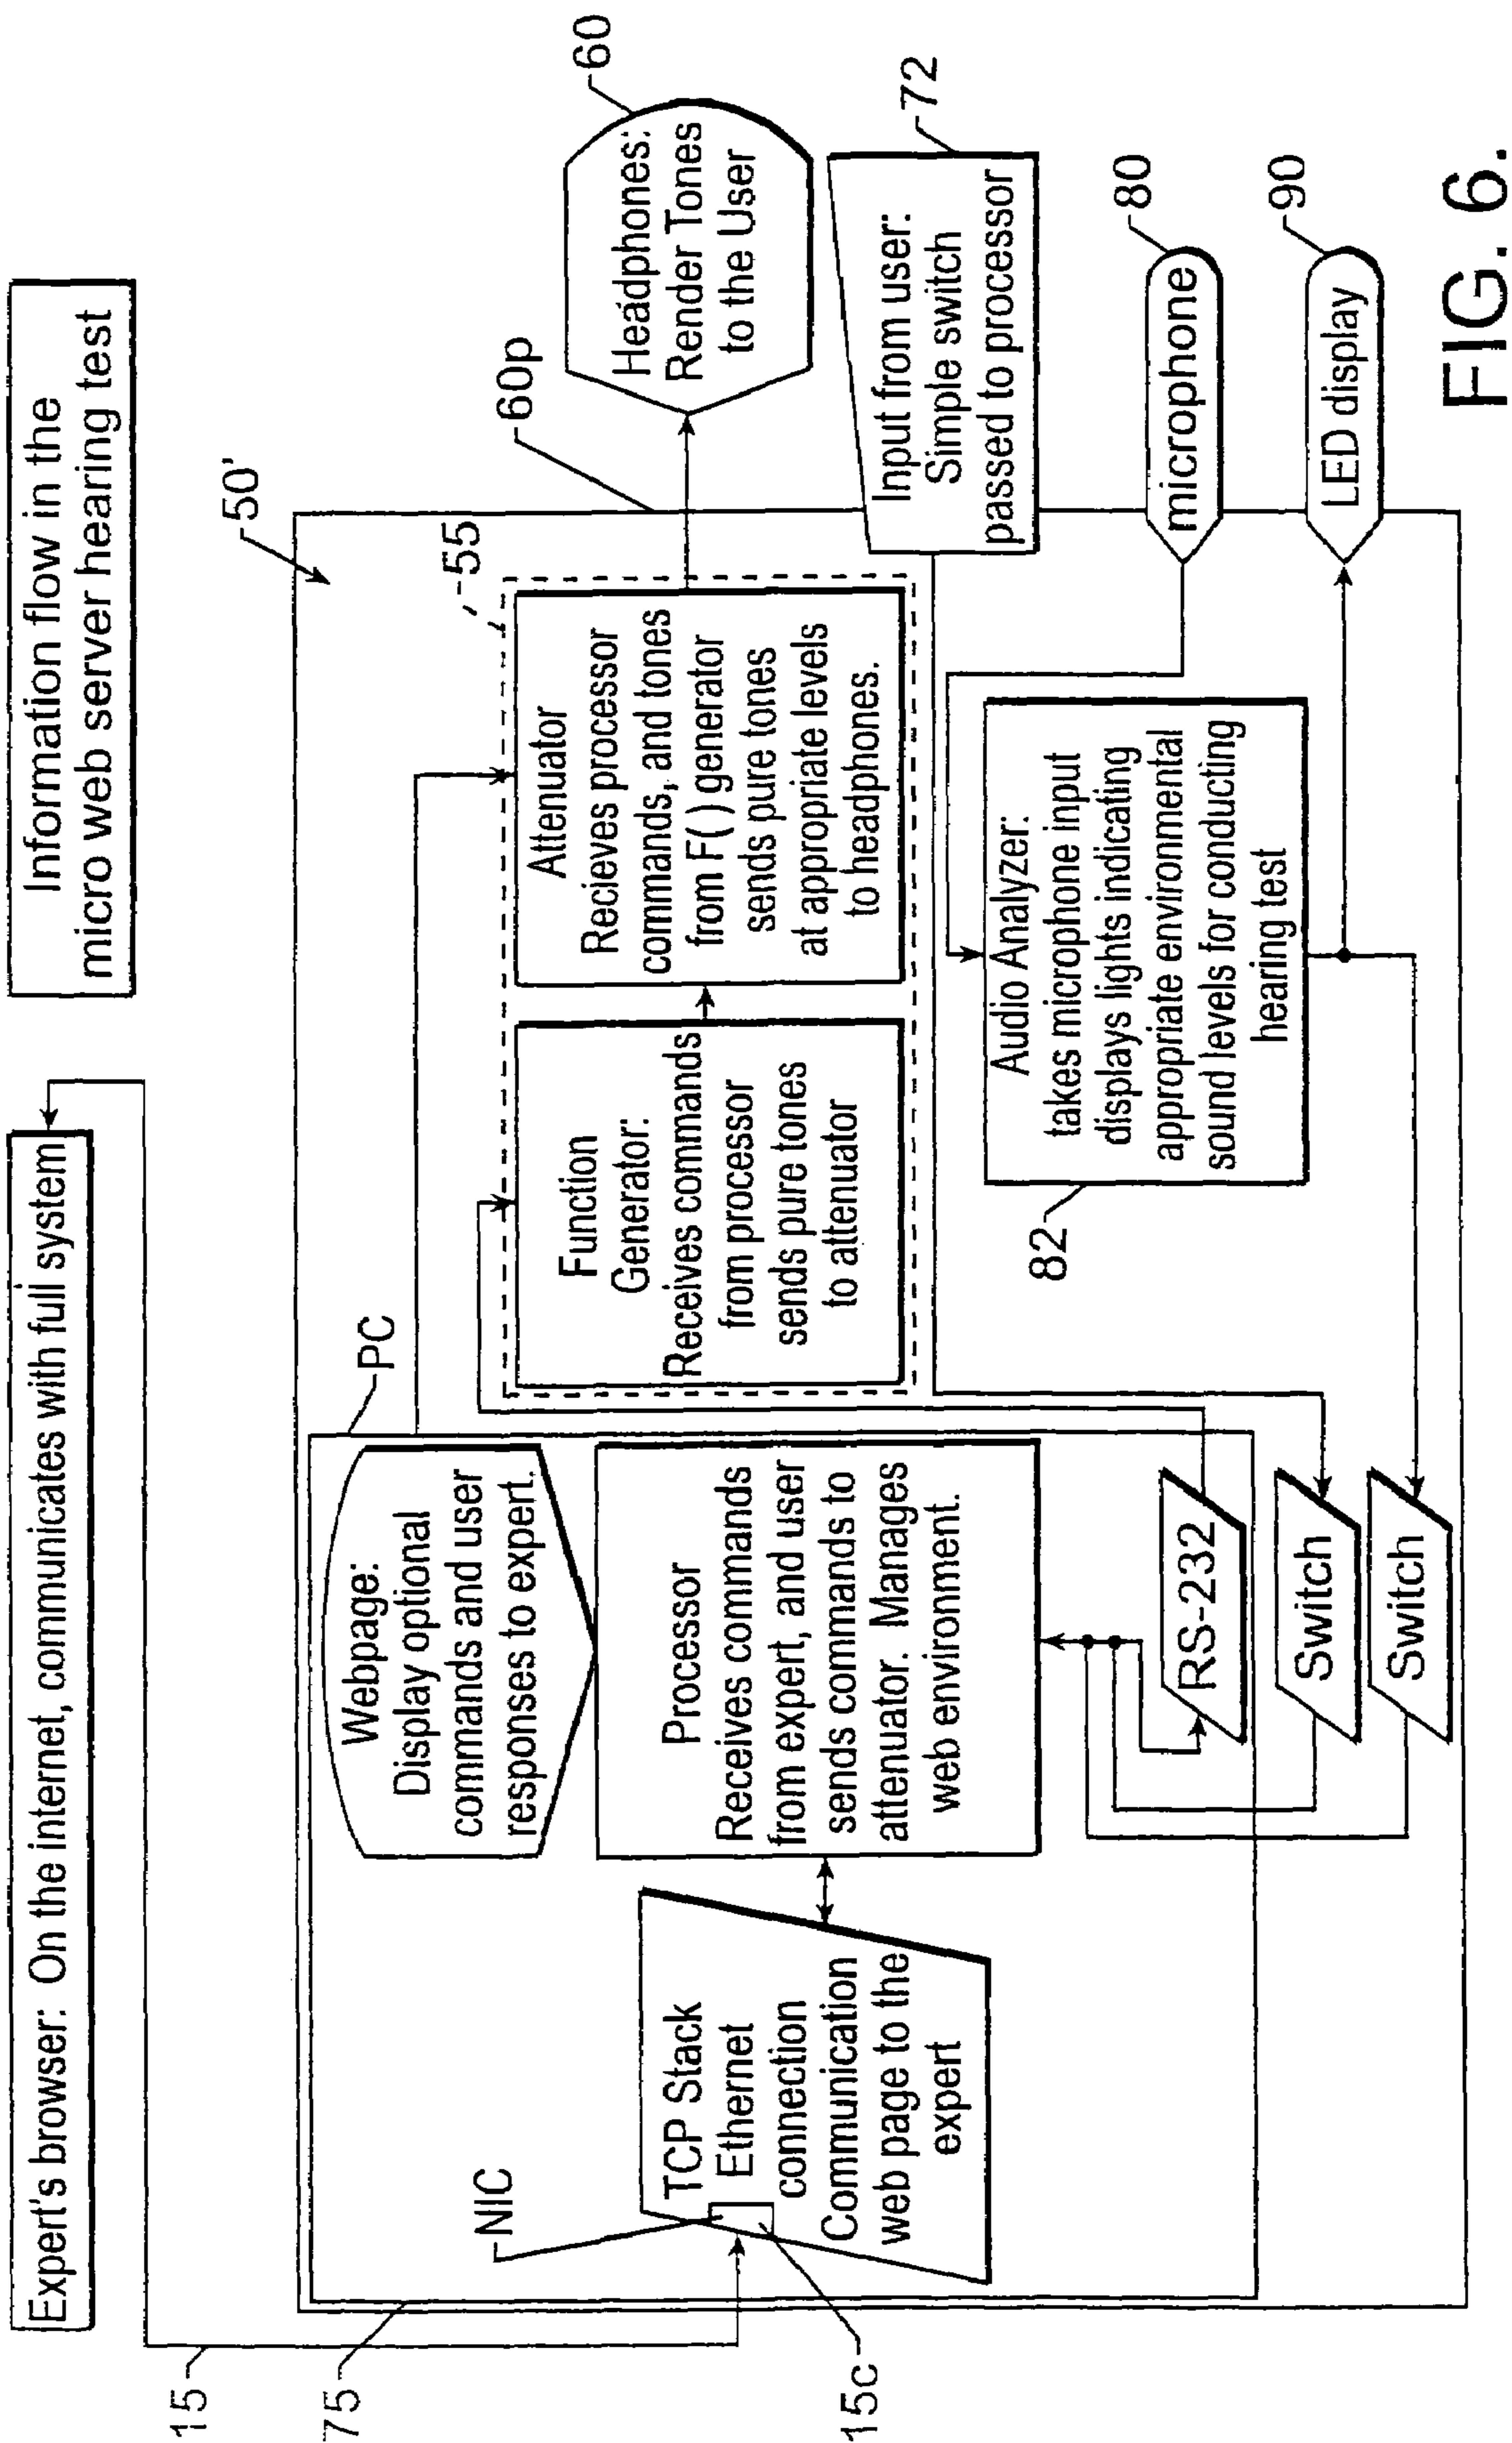 Expert's browser: On the internet, communicates with full system
Information flow in the
micro web server hearing test
15
75
NIC
15c
TCP Stack
Ethernet
connection
Communication
web page to the
expert
Webpage:
Display optional
commands and user
responses to expert.
PC
Processor
Receives commands
from expert, and user
sends commands to
attenuator. Manages
web environment.
RS-232
Switch
Switch
50'
55
Function
Generator:
Receives commands
from processor
sends pure tones
to attenuator
Attenuator
Recieves processor
commands, and tones
from F( ) generator
sends pure tones
at appropriate levels
to headphones.
60p
Headphones:
Render Tones
to the User
60
Input from user:
Simple switch
passed to processor
72
82
Audio Analyzer:
takes microphone input
displays lights indicating
appropriate environmental
sound levels for conducting
hearing test
microphone
80
LED display
90
FIG. 6.